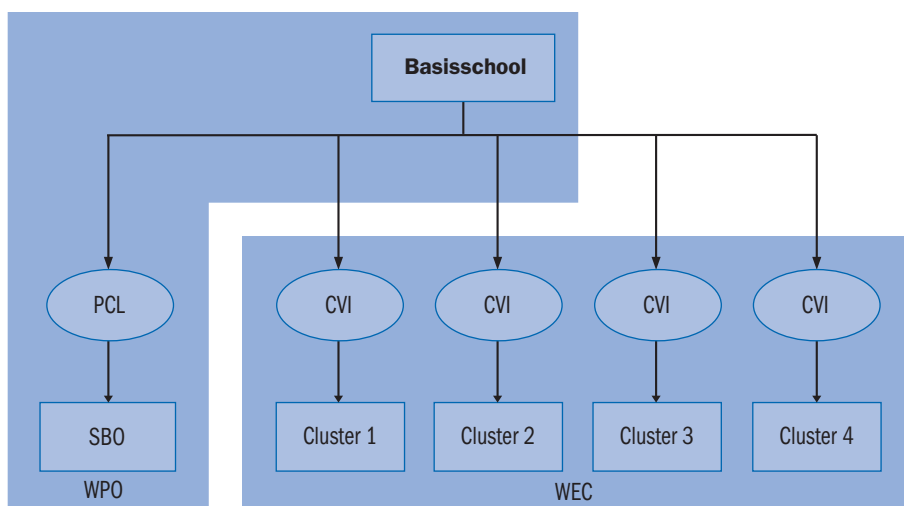 Basisschool
PCL
CVI
CVI
CVI
CVI
SBO
Cluster 1
Cluster 2
Cluster 3
Cluster 4
WPO
WEC